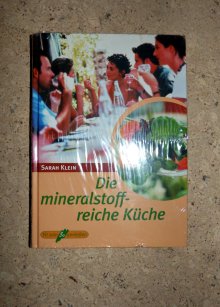 SARAH KLEIN
Die
mineralstoff-
reiche Küche